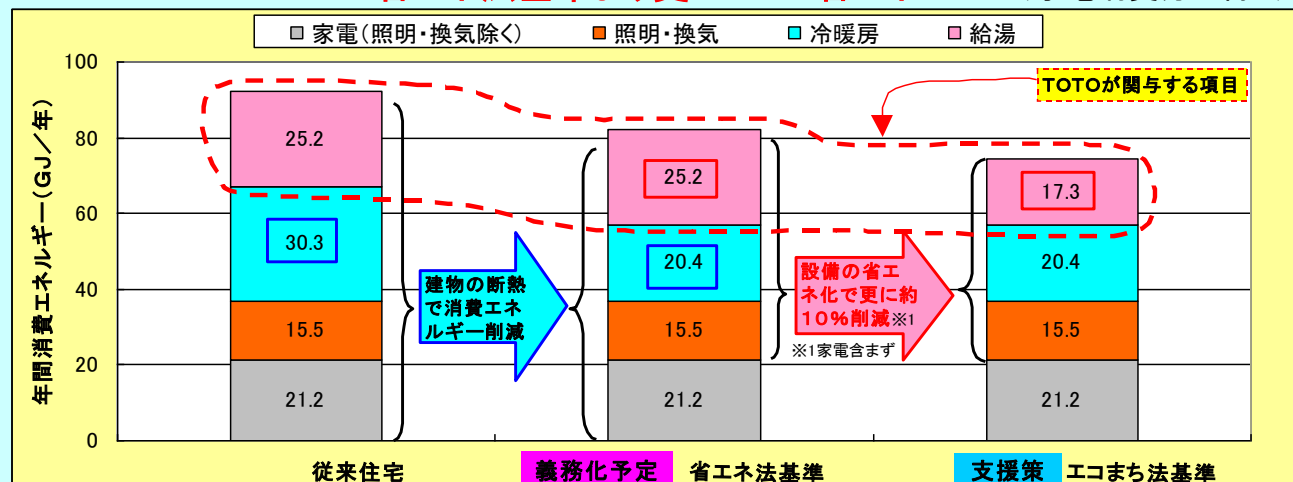 家電(照明・換気除く) 照明・換気 冷暖房 給湯
TOTOが関与する項目
年間消費エネルギー(GJ/年)
100
80
60
40
20
0
25.2
30.3
15.5
21.2
建物の断熱
で消費エネ
ルギー削減
25.2
20.4
15.5
21.2
設備の省エ
ネ化で更に約
10%削減※1
※1家電含まず
17.3
20.4
15.5
21.2
従来住宅
義務化予定 省エネ法基準
支援策 エコまち法基準